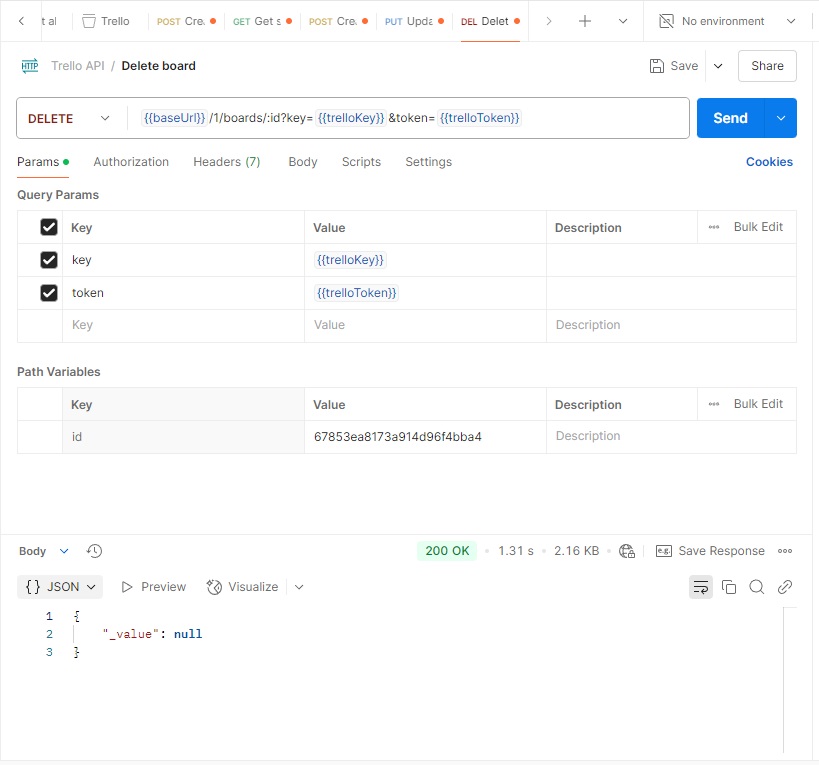 t al Trello POST Cre. GET Get s POST Cre. PUT Upda DEL Delet No environment
HTTP Trello API / Delete board Save Share
DELETE {{baseUrl}} /1/boards/:id?key= {{trelloKey}} &token= {{trelloToken}} Send
Params Authorization Headers (7) Body Scripts Settings Cookies
Query Params
Key Value Description Bulk Edit
key {{trelloKey}}
token {{trelloToken}}
Key Value Description
Path Variables
Key Value Description Bulk Edit
id 67853ea8173a914d96f4bba4 Description
Body 200 OK 1.31 s 2.16 KB e.g. Save Response
{} JSON Preview Visualize
1 {
2 "_value": null
3 }